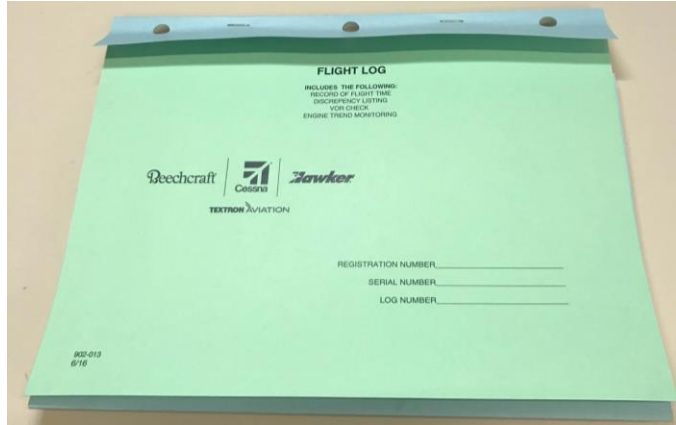 FLIGHT LOG
INCLUDES THE FOLLOWING:
RECORD OF FLIGHT TIME
DISCREPENCY LISTING
VOR CHECK
ENGINE TREND MONITORING
Beechcraft Cessna Hawker
TEXTRON AVIATION
REGISTRATION NUMBER
SERIAL NUMBER
LOG NUMBER
902-013
6/16